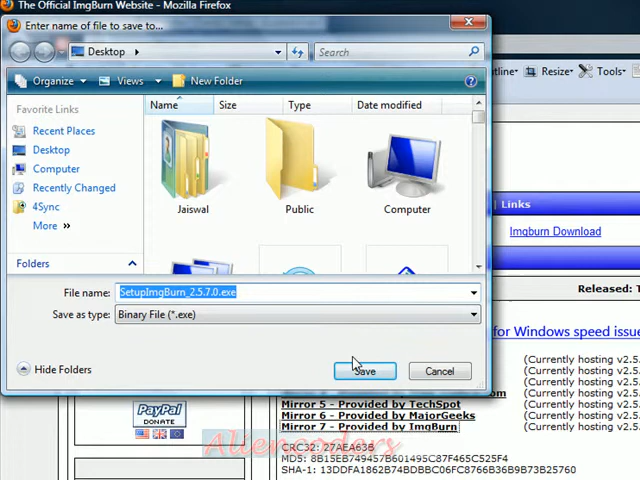 The Official ImgBurn Website - Mozilla Firefox
Enter name of file to save to...
Desktop
Search
Organize
Views
New Folder
?
Favorite Links
Recent Places
Desktop
Computer
Recently Changed
4Sync
More »
Folders
Name
Size
Type
Date modified
Jaiswal
Public
Computer
File name:
SetupImgBurn_2.5.7.0.exe
Save as type:
Binary File (*.exe)
Hide Folders
Save
Cancel
Resize
Tools
| Links
Imgburn Download
Released: T
for Windows speed issue
(Currently hosting v2.5.
(Currently hosting v2.5.
(Currently hosting v2.5.
Mirror 5 - Provided by TechSpot
(Currently hosting v2.5.
Mirror 6 - Provided by MajorGeeks
(Currently hosting v2.5.
Mirror 7 - Provided by ImgBurn
(Currently hosting v2.5.
PayPal
DONATE
Aliencoders
CRC32: 27AEA63B
MD5: 8B15EB749457B601495C87F465C525F4
SHA-1: 13DDFA1862B74BDBBC06FC8766B36B9B73B25760